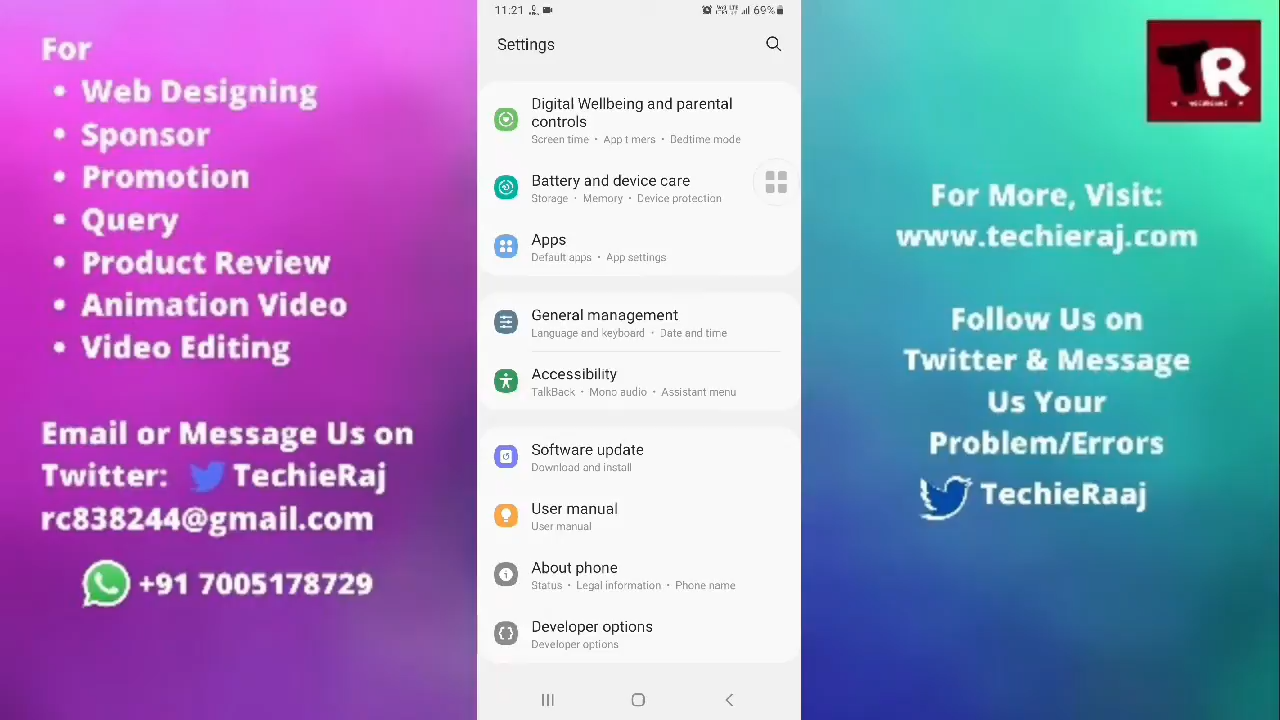 For
• Web Designing
• Sponsor
• Promotion
• Query
• Product Review
• Animation Video
• Video Editing
Email or Message Us on
Twitter: TechieRaj
rc838244@gmail.com
+91 7005178729
11:21
69%
Settings
Digital Wellbeing and parental
controls
Screen time • App timers • Bedtime mode
Battery and device care
Storage • Memory • Device protection
Apps
Default apps • App settings
General management
Language and keyboard • Date and time
Accessibility
TalkBack • Mono audio • Assistant menu
Software update
Download and install
User manual
User manual
About phone
Status • Legal information • Phone name
Developer options
Developer options
TR
For More, Visit:
www.techieraj.com
Follow Us on
Twitter & Message
Us Your
Problem/Errors
TechieRaaj